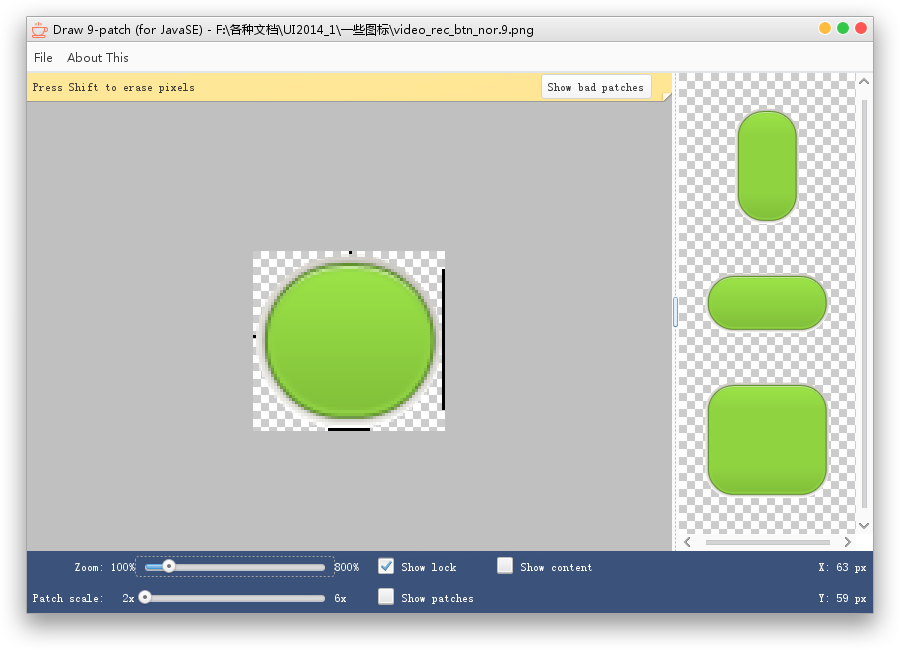 Draw 9-patch (for JavaSE) - F:\各种文档\UI2014_1\一些图标\video_rec_btn_nor.9.png
File About This
Press Shift to erase pixels Show bad patches
Zoom: 100% 800% Show lock Show content X: 63 px
Patch scale: 2x 6x Show patches Y: 59 px